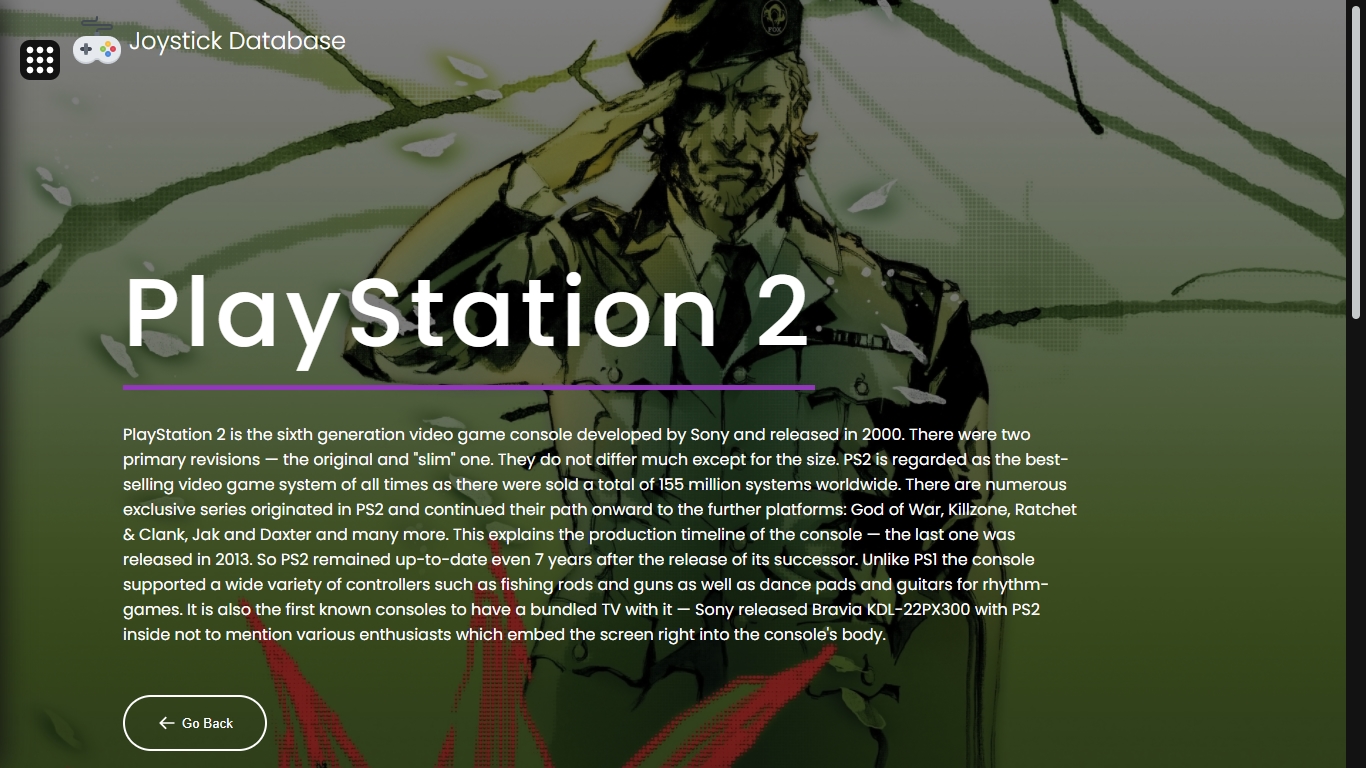 Joystick Database
FOX
PlayStation 2
PlayStation 2 is the sixth generation video game console developed by Sony and released in 2000. There were two
primary revisions — the original and "slim" one. They do not differ much except for the size. PS2 is regarded as the best-
selling video game system of all times as there were sold a total of 155 million systems worldwide. There are numerous
exclusive series originated in PS2 and continued their path onward to the further platforms: God of War, Killzone, Ratchet
& Clank, Jak and Daxter and many more. This explains the production timeline of the console — the last one was
released in 2013. So PS2 remained up-to-date even 7 years after the release of its successor. Unlike PS1 the console
supported a wide variety of controllers such as fishing rods and guns as well as dance pads and guitars for rhythm-
games. It is also the first known consoles to have a bundled TV with it — Sony released Bravia KDL-22PX300 with PS2
inside not to mention various enthusiasts which embed the screen right into the console's body.
Go Back